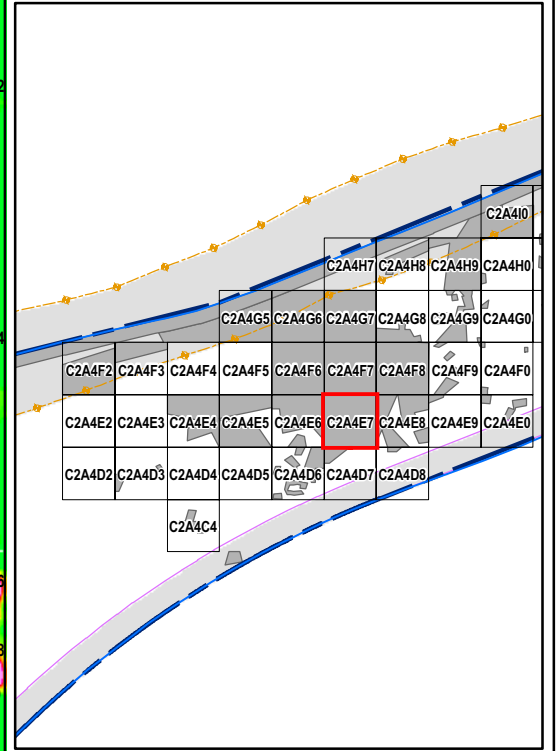 C2A4I0
C2A4H7 C2A4H8 C2A4H9 C2A4H0
C2A4G5 C2A4G6 C2A4G7 C2A4G8 C2A4G9 C2A4G0
C2A4F2 C2A4F3 C2A4F4 C2A4F5 C2A4F6 C2A4F7 C2A4F8 C2A4F9 C2A4F0
C2A4E2 C2A4E3 C2A4E4 C2A4E5 C2A4E6 C2A4E7 C2A4E8 C2A4E9 C2A4E0
C2A4D2 C2A4D3 C2A4D4 C2A4D5 C2A4D6 C2A4D7 C2A4D8
C2A4C4